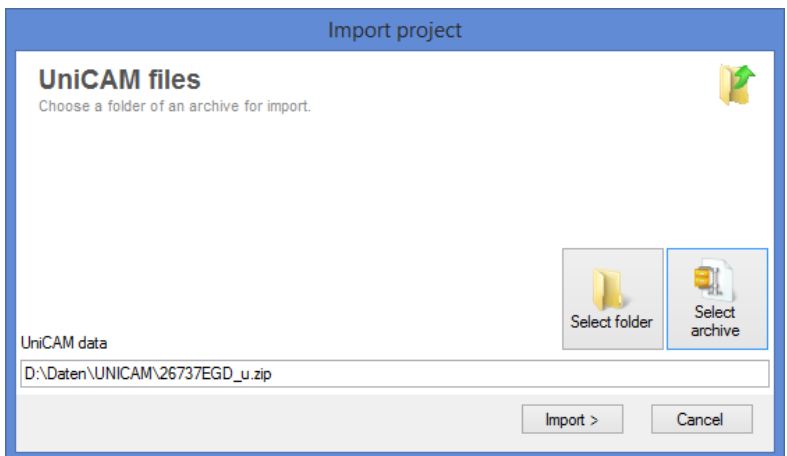 Import project
UniCAM files
Choose a folder of an archive for import.
Select folder
Select
archive
UniCAM data
D:\Daten\UNICAM\26737EGD_u.zip
Import >
Cancel